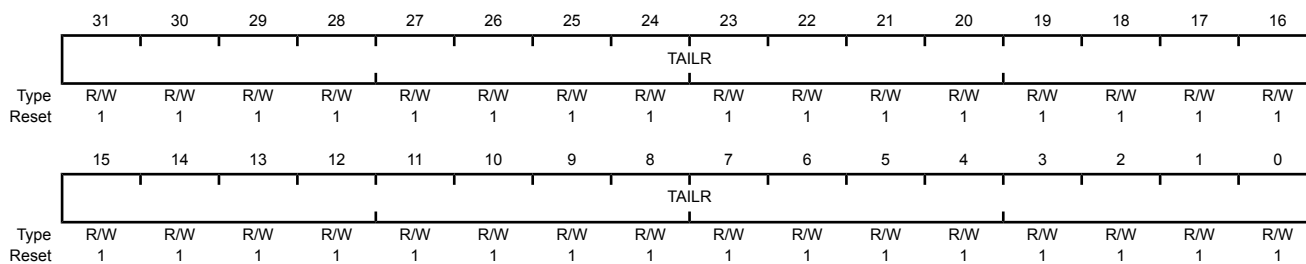 31 30 29 28 27 26 25 24 23 22 21 20 19 18 17 16
TAILR
Type R/W R/W R/W R/W R/W R/W R/W R/W R/W R/W R/W R/W R/W R/W R/W R/W
Reset 1 1 1 1 1 1 1 1 1 1 1 1 1 1 1 1
15 14 13 12 11 10 9 8 7 6 5 4 3 2 1 0
TAILR
Type R/W R/W R/W R/W R/W R/W R/W R/W R/W R/W R/W R/W R/W R/W R/W R/W
Reset 1 1 1 1 1 1 1 1 1 1 1 1 1 1 1 1